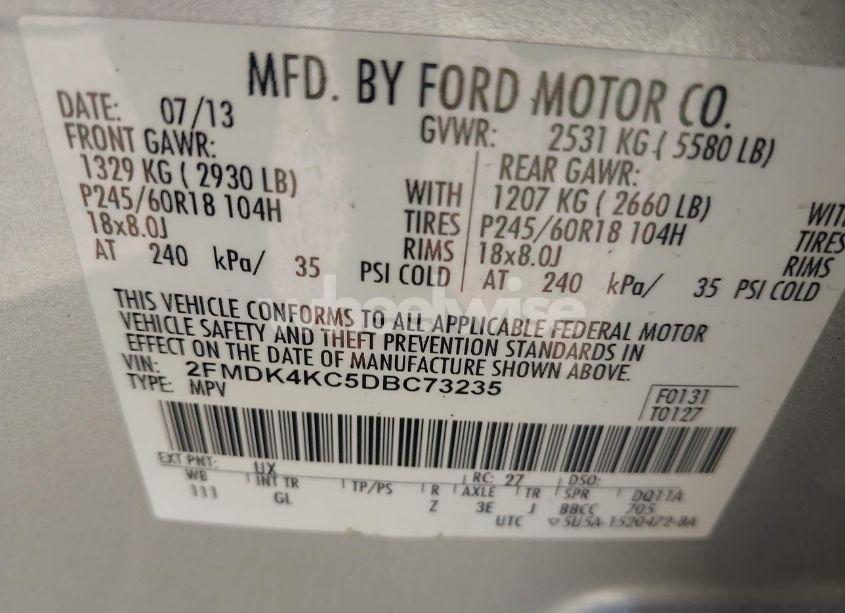 MFD. BY FORD MOTOR CO.
DATE: 07/13 GVWR: 2531 KG ( 5580 LB)
FRONT GAWR: REAR GAWR:
1329 KG ( 2930 LB) WITH 1207 KG ( 2660 LB) WITH
P245/60R18 104H TIRES P245/60R18 104H TIRES
18x8.0J RIMS 18x8.0J RIMS
AT 240 kPa/ 35 PSI COLD AT 240 kPa/ 35 PSI COLD
wheelwise
THIS VEHICLE CONFORMS TO ALL APPLICABLE FEDERAL MOTOR
VEHICLE SAFETY AND THEFT PREVENTION STANDARDS IN
EFFECT ON THE DATE OF MANUFACTURE SHOWN ABOVE.
VIN: 2FMDK4KC5DBC73235
TYPE: MPV
F0131
T0127
EXT PNT: UX RC: 27 DSO:
WB INT TR TP/PS R AXLE TR SPR DQ11A
111 GL Z 3E J BBCC 705
UTC 5U5A-1520472-BA